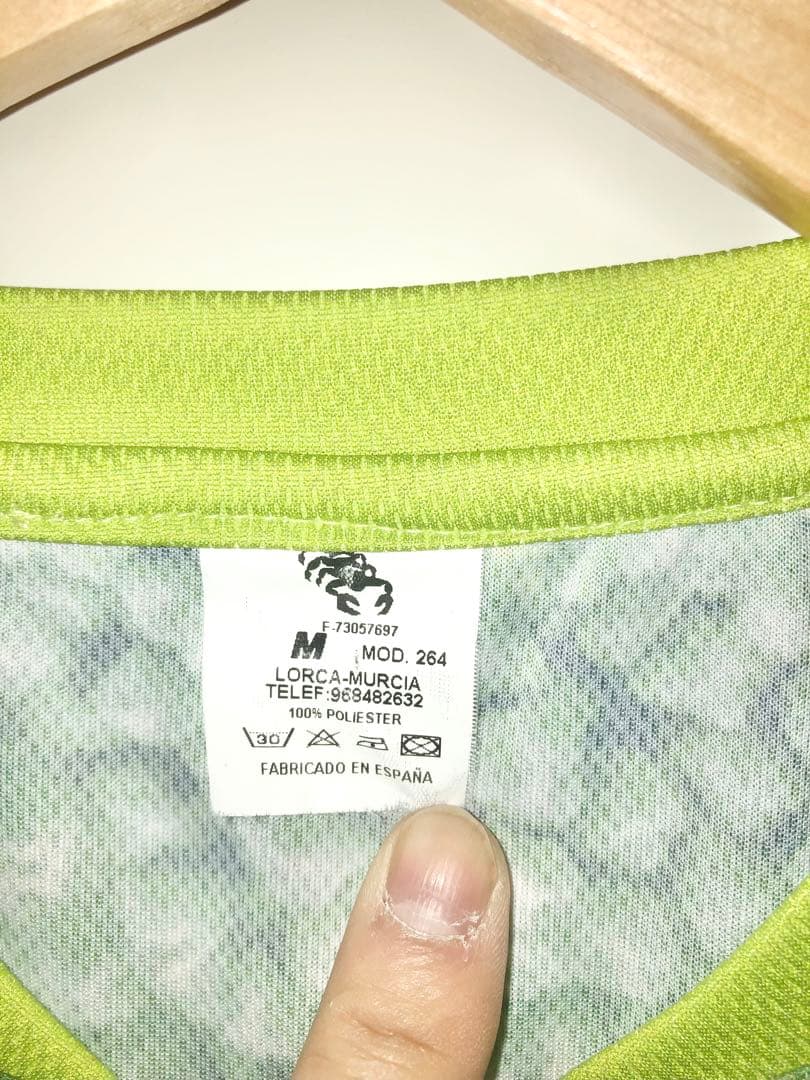 F-73057697
M MOD. 264
LORCA-MURCIA
TELEF:968482632
100% POLIESTER
30
FABRICADO EN ESPAÑA